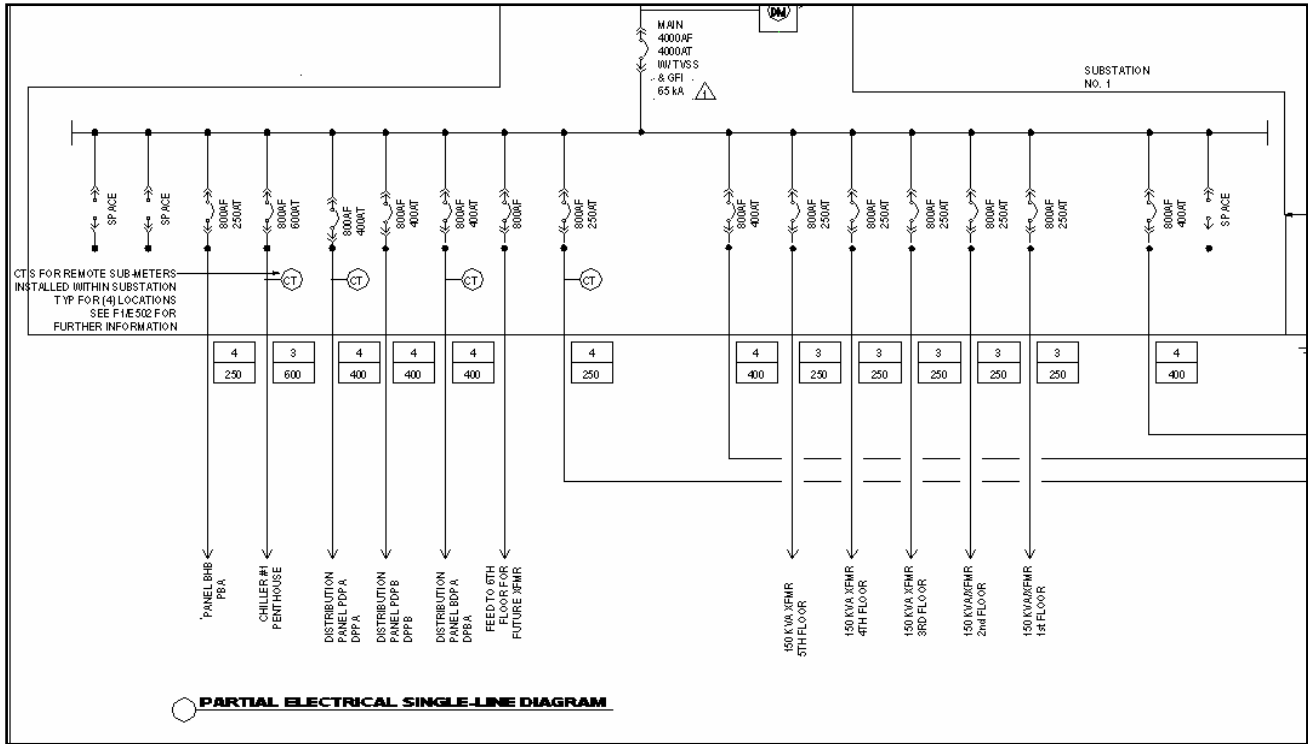 DM
MAIN
4000AF
4000AT
W/ TVSS
& GFI
65 kA
1
SUBSTATION
NO. 1
SPACE
SPACE
800AF
250AT
800AF
600AT
800AF
400AT
800AF
400AT
800AF
400AT
800AF
800AF
250AT
800AF
400AT
800AF
250AT
800AF
250AT
800AF
250AT
800AF
250AT
800AF
250AT
800AF
400AT
SPACE
CTS FOR REMOTE SUB-METERS
INSTALLED WITHIN SUBSTATION
TYP FOR (4) LOCATIONS
SEE F1/E502 FOR
FURTHER INFORMATION
CT
CT
CT
CT
4
250
3
600
4
400
4
400
4
400
4
250
4
400
3
250
3
250
3
250
3
250
3
250
4
400
PANEL BHB
PBA
CHILLER #1
PENTHOUSE
DISTRIBUTION
PANEL PDPA
DPPA
DISTRIBUTION
PANEL PDPB
DPPB
DISTRIBUTION
PANEL BDPA
DPBA
FEED TO 6TH
FLOOR FOR
FUTURE XFMR
150 KVA XFMR
5TH FLOOR
150 KVA XFMR
4TH FLOOR
150 KVA XFMR
3RD FLOOR
150 KVA XFMR
2nd FLOOR
150 KVA XFMR
1st FLOOR
PARTIAL ELECTRICAL SINGLE-LINE DIAGRAM